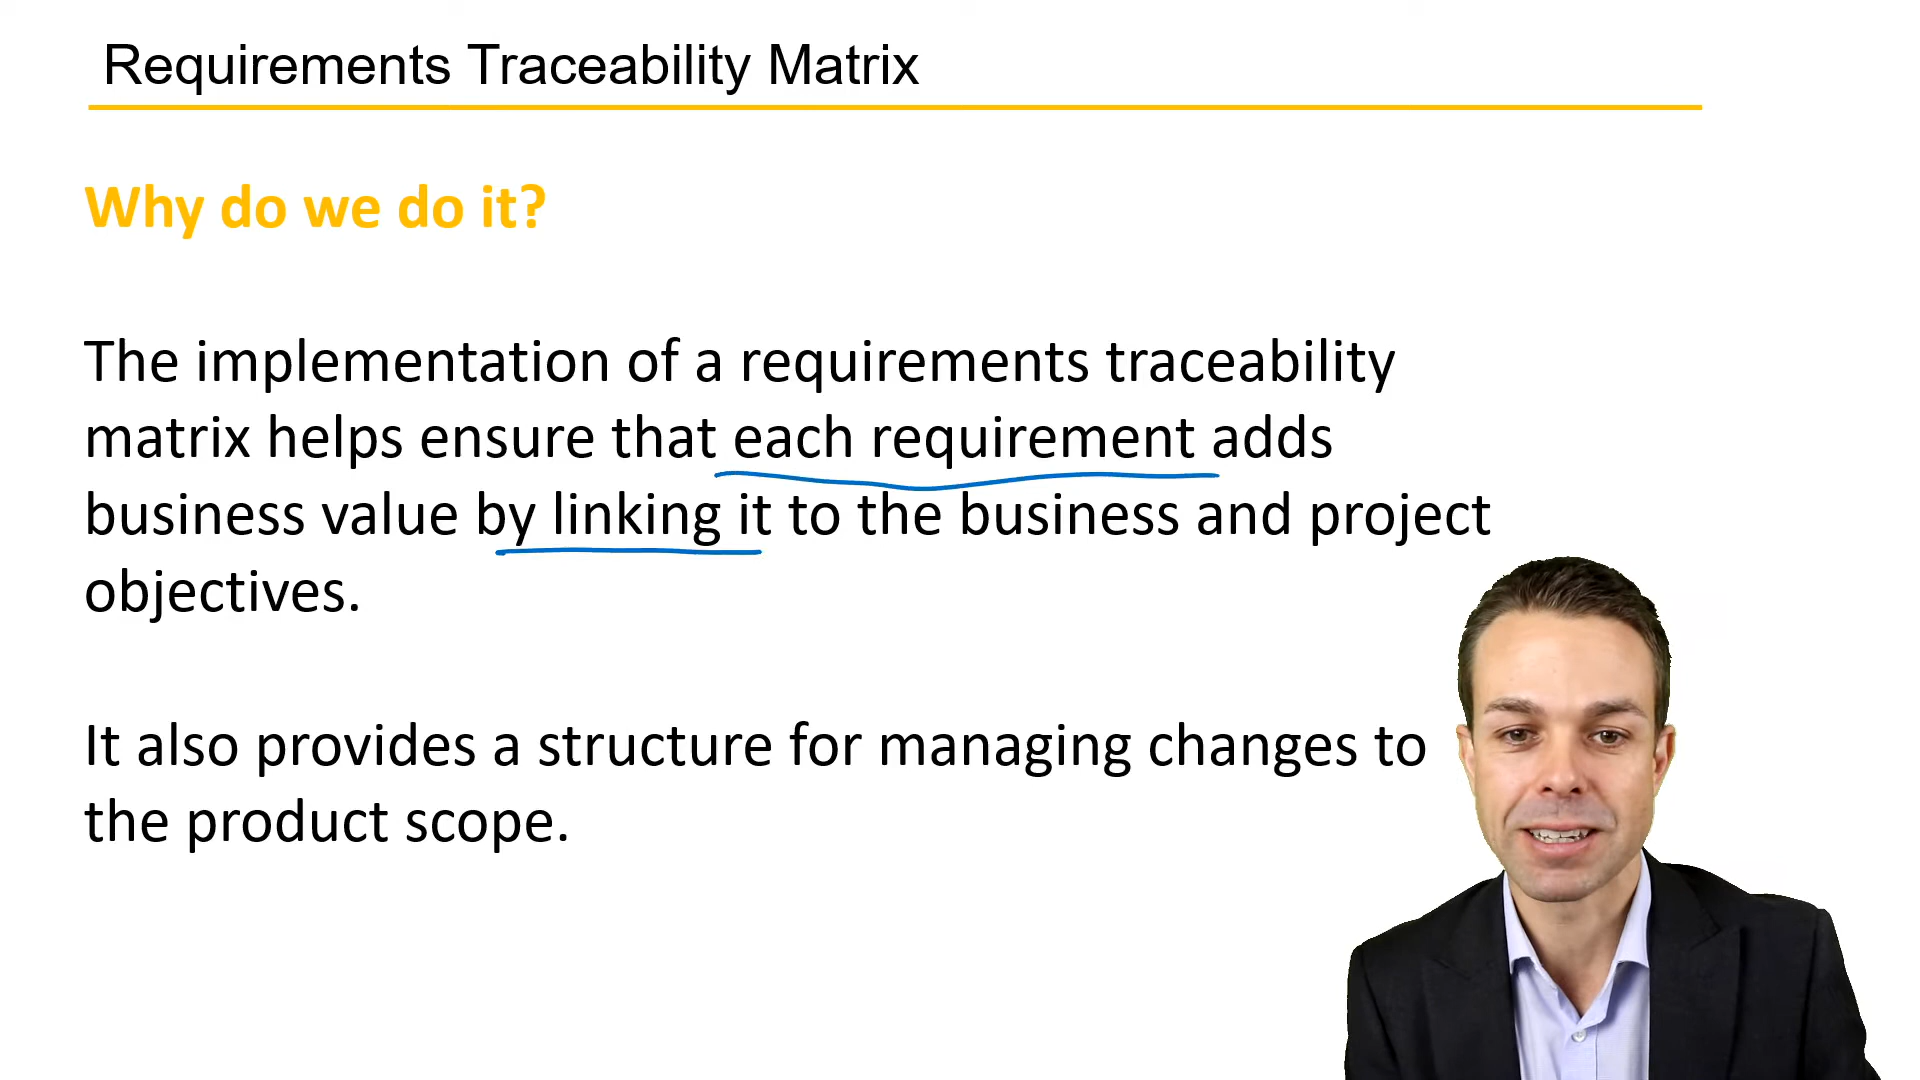 Requirements Traceability Matrix
Why do we do it?
The implementation of a requirements traceability
matrix helps ensure that each requirement adds
business value by linking it to the business and project
objectives.
It also provides a structure for managing changes to
the product scope.